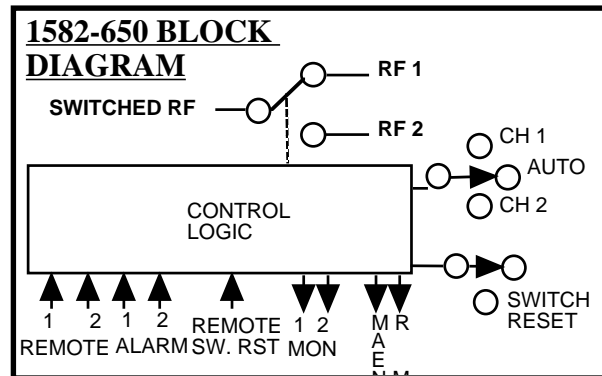 1582-650 BLOCK
DIAGRAM
RF 1
SWITCHED RF
RF 2
CH 1
AUTO
CH 2
CONTROL
LOGIC
SWITCH
RESET
1 2 1 2
REMOTE ALARM
REMOTE
SW. RST
1 2
MON
M
A
E
N
R
M